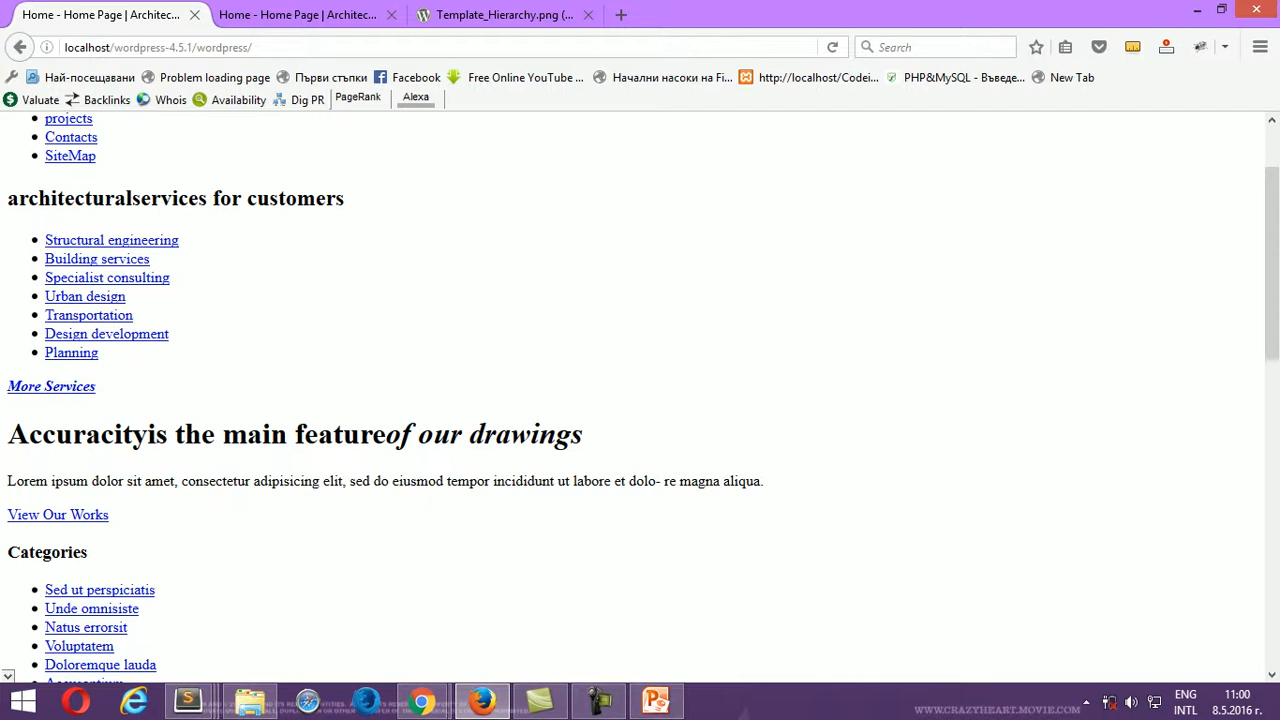 Home - Home Page | Architec...
Home - Home Page | Architec...
Template_Hierarchy.png (...
localhost/wordpress-4.5.1/wordpress/
Search
Най-посещавани
Problem loading page
Първи стъпки
Facebook
Free Online YouTube ...
Начални насоки на Fi...
http://localhost/Codei...
PHP&MySQL - Въведе...
New Tab
Valuate
Backlinks
Whois
Availability
Dig PR
PageRank
Alexa
projects
Contacts
SiteMap
architecturalservices for customers
Structural engineering
Building services
Specialist consulting
Urban design
Transportation
Design development
Planning
More Services
Accuracityis the main featureof our drawings
Lorem ipsum dolor sit amet, consectetur adipisicing elit, sed do eiusmod tempor incididunt ut labore et dolo- re magna aliqua.
View Our Works
Categories
Sed ut perspiciatis
Unde omnisiste
Natus errorsit
Voluptatem
Doloremque lauda
ENG
11:00
INTL
8.5.2016 г.
WWW.CRAZYHEART.MOVIE.COM